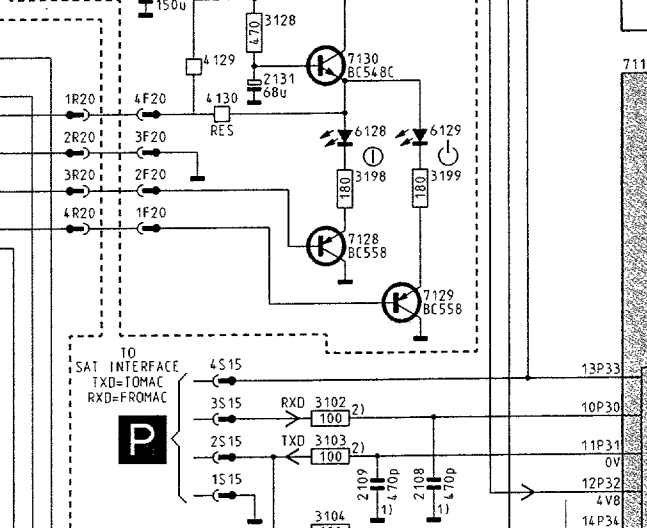 150u
470
3128
4129
7130
BC548C
2131
68u
711
1R20
4F20
4130
RES
2R20
3F20
6128
6129
3R20
2F20
180
3198
180
3199
4R20
1F20
7128
BC558
7129
BC558
TO
SAT INTERFACE
TXD=TOMAC
RXD=FROMAC
P
4S15
13P33
3S15
RXD
3102
100
2)
10P30
2S15
TXD
3103
100
2)
11P31
0V
1S15
2109
470p
1)
2108
470p
1)
12P32
4V8
3104
14P34